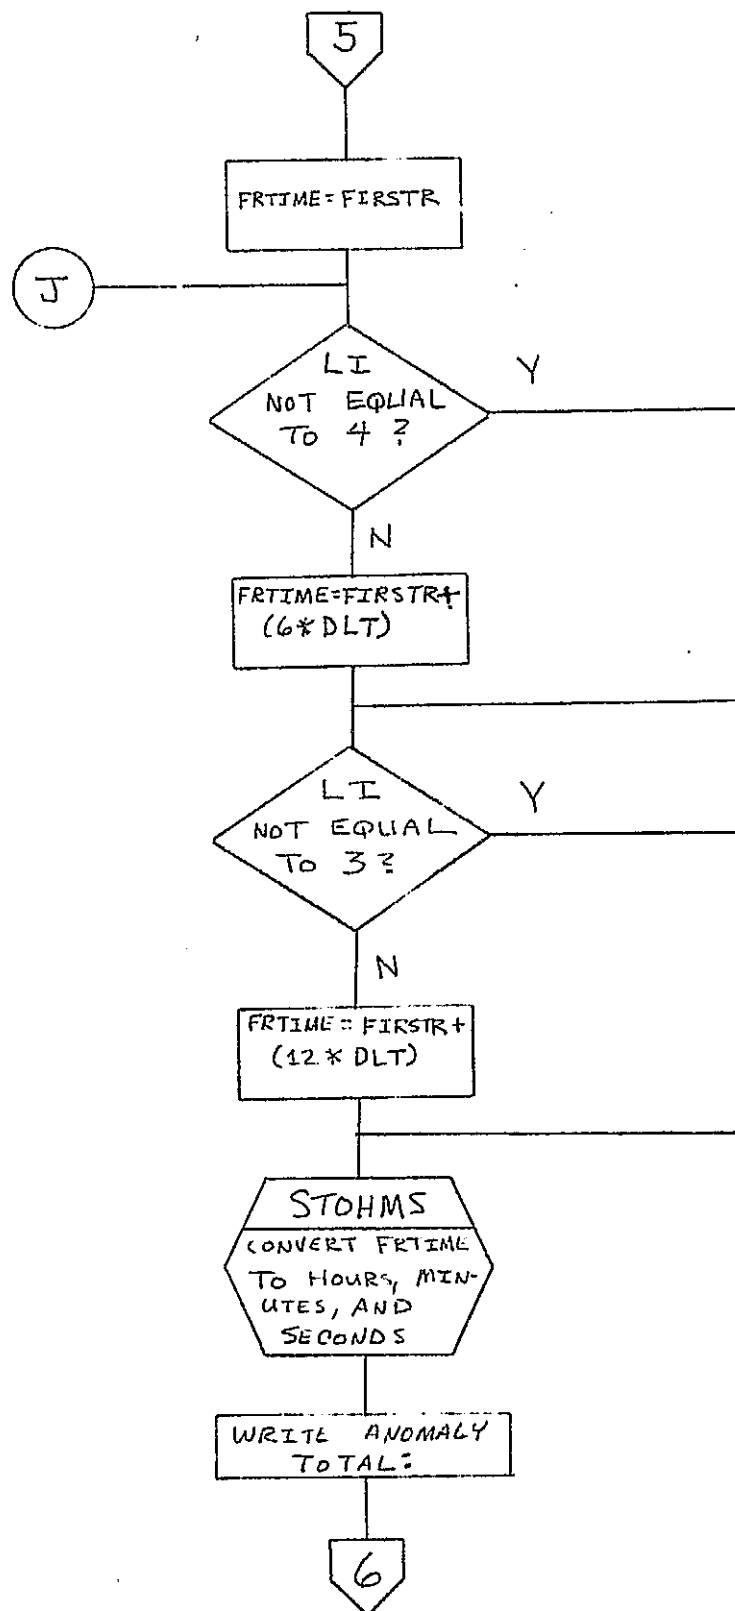 5
FRTIME=FIRSTR
J
LI
NOT EQUAL
TO 4 ?
Y
N
FRTIME=FIRSTR+
(6*DLT)
LI
NOT EQUAL
TO 3?
Y
N
FRTIME=FIRSTR+
(12*DLT)
STOHMS
CONVERT FRTIME
TO HOURS, MIN-
UTES, AND
SECONDS
WRITE ANOMALY
TOTAL:
6